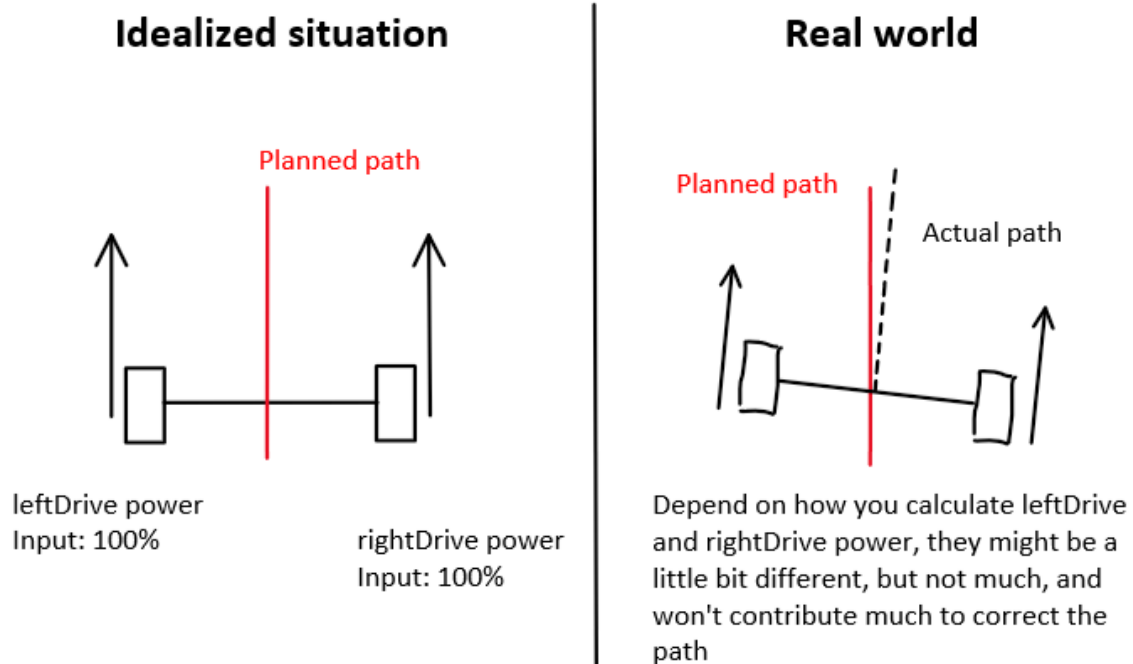 Idealized situation
Planned path
leftDrive power
Input: 100%
rightDrive power
Input: 100%
Real world
Planned path
Actual path
Depend on how you calculate leftDrive
and rightDrive power, they might be a
little bit different, but not much, and
won't contribute much to correct the
path